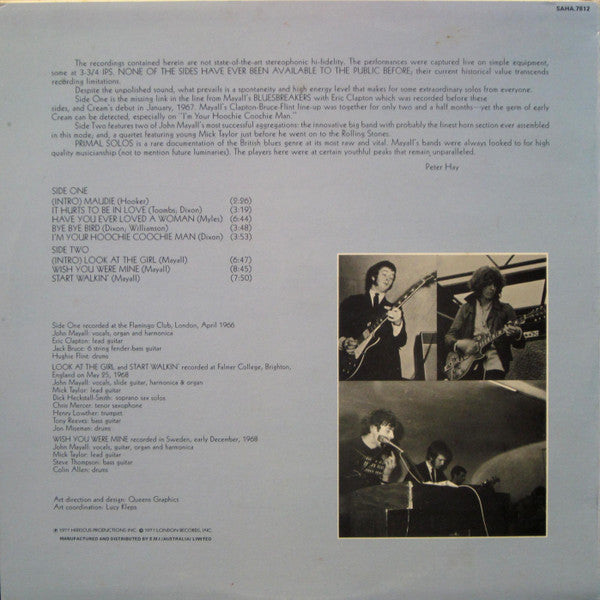 SAHA.7812
The recordings contained herein are not state-of-the-art stereophonic hi-fidelity. The performances were captured live on simple equipment,
some at 3-3/4 IPS. NONE OF THE SIDES HAVE EVER BEEN AVAILABLE TO THE PUBLIC BEFORE; their current historical value transcends
recording limitations.
Despite the unpolished sound, what prevails is a spontaneity and high energy level that makes for some extraordinary solos from everyone.
Side One is the missing link in the line from Mayall's BLUESBREAKERS with Eric Clapton which was recorded before these
sides, and Cream's debut in January, 1967. Mayall's Clapton-Bruce-Flint line-up was together for only two and a half months—yet the germ of early
Cream can be detected, especially on "I'm Your Hoochie Coochie Man."
Side Two features two of John Mayall's most successful aggregations: the innovative big band with probably the finest horn section ever assembled
in this mode; and, a quartet featuring young Mick Taylor just before he went on to the Rolling Stones.
PRIMAL SOLOS is a rare documentation of the British blues genre at its most raw and vital. Mayall's bands were always looked to for high
quality musicianship (not to mention future luminaries). The players here were at certain youthful peaks that remain unparalleled.
Peter Hay
SIDE ONE
(INTRO) MAUDIE (Hooker) (2:26)
IT HURTS TO BE IN LOVE (Toombs, Dixon) (3:19)
HAVE YOU EVER LOVED A WOMAN (Myles) (6:44)
BYE BYE BIRD (Dixon, Williamson) (3:48)
I'M YOUR HOOCHIE COOCHIE MAN (Dixon) (3:53)
SIDE TWO
(INTRO) LOOK AT THE GIRL (Mayall) (6:47)
WISH YOU WERE MINE (Mayall) (8:45)
START WALKIN' (Mayall) (7:50)
Side One recorded at the Flamingo Club, London, April 1966
John Mayall: vocals, organ and harmonica
Eric Clapton: lead guitar
Jack Bruce: 6 string fender-bass guitar
Hughie Flint: drums
LOOK AT THE GIRL and START WALKIN' recorded at Falmer College, Brighton,
England on May 25, 1968
John Mayall: vocals, slide guitar, harmonica & organ
Mick Taylor: lead guitar
Dick Heckstall-Smith: soprano sax solos
Chris Mercer: tenor saxophone
Henry Lowther: trumpet
Tony Reeves: bass guitar
Jon Hiseman: drums
WISH YOU WERE MINE recorded in Sweden, early December, 1968
John Mayall: vocals, guitar, organ and harmonica
Mick Taylor: lead guitar
Steve Thompson: bass guitar
Colin Allen: drums
Art direction and design: Queens Graphics
Art coordination: Lucy Kleps
℗ 1977 HIFIDCUS PRODUCTIONS INC. © 1977 LONDON RECORDS, INC.
MANUFACTURED AND DISTRIBUTED BY E.M.I. (AUSTRALIA) LIMITED